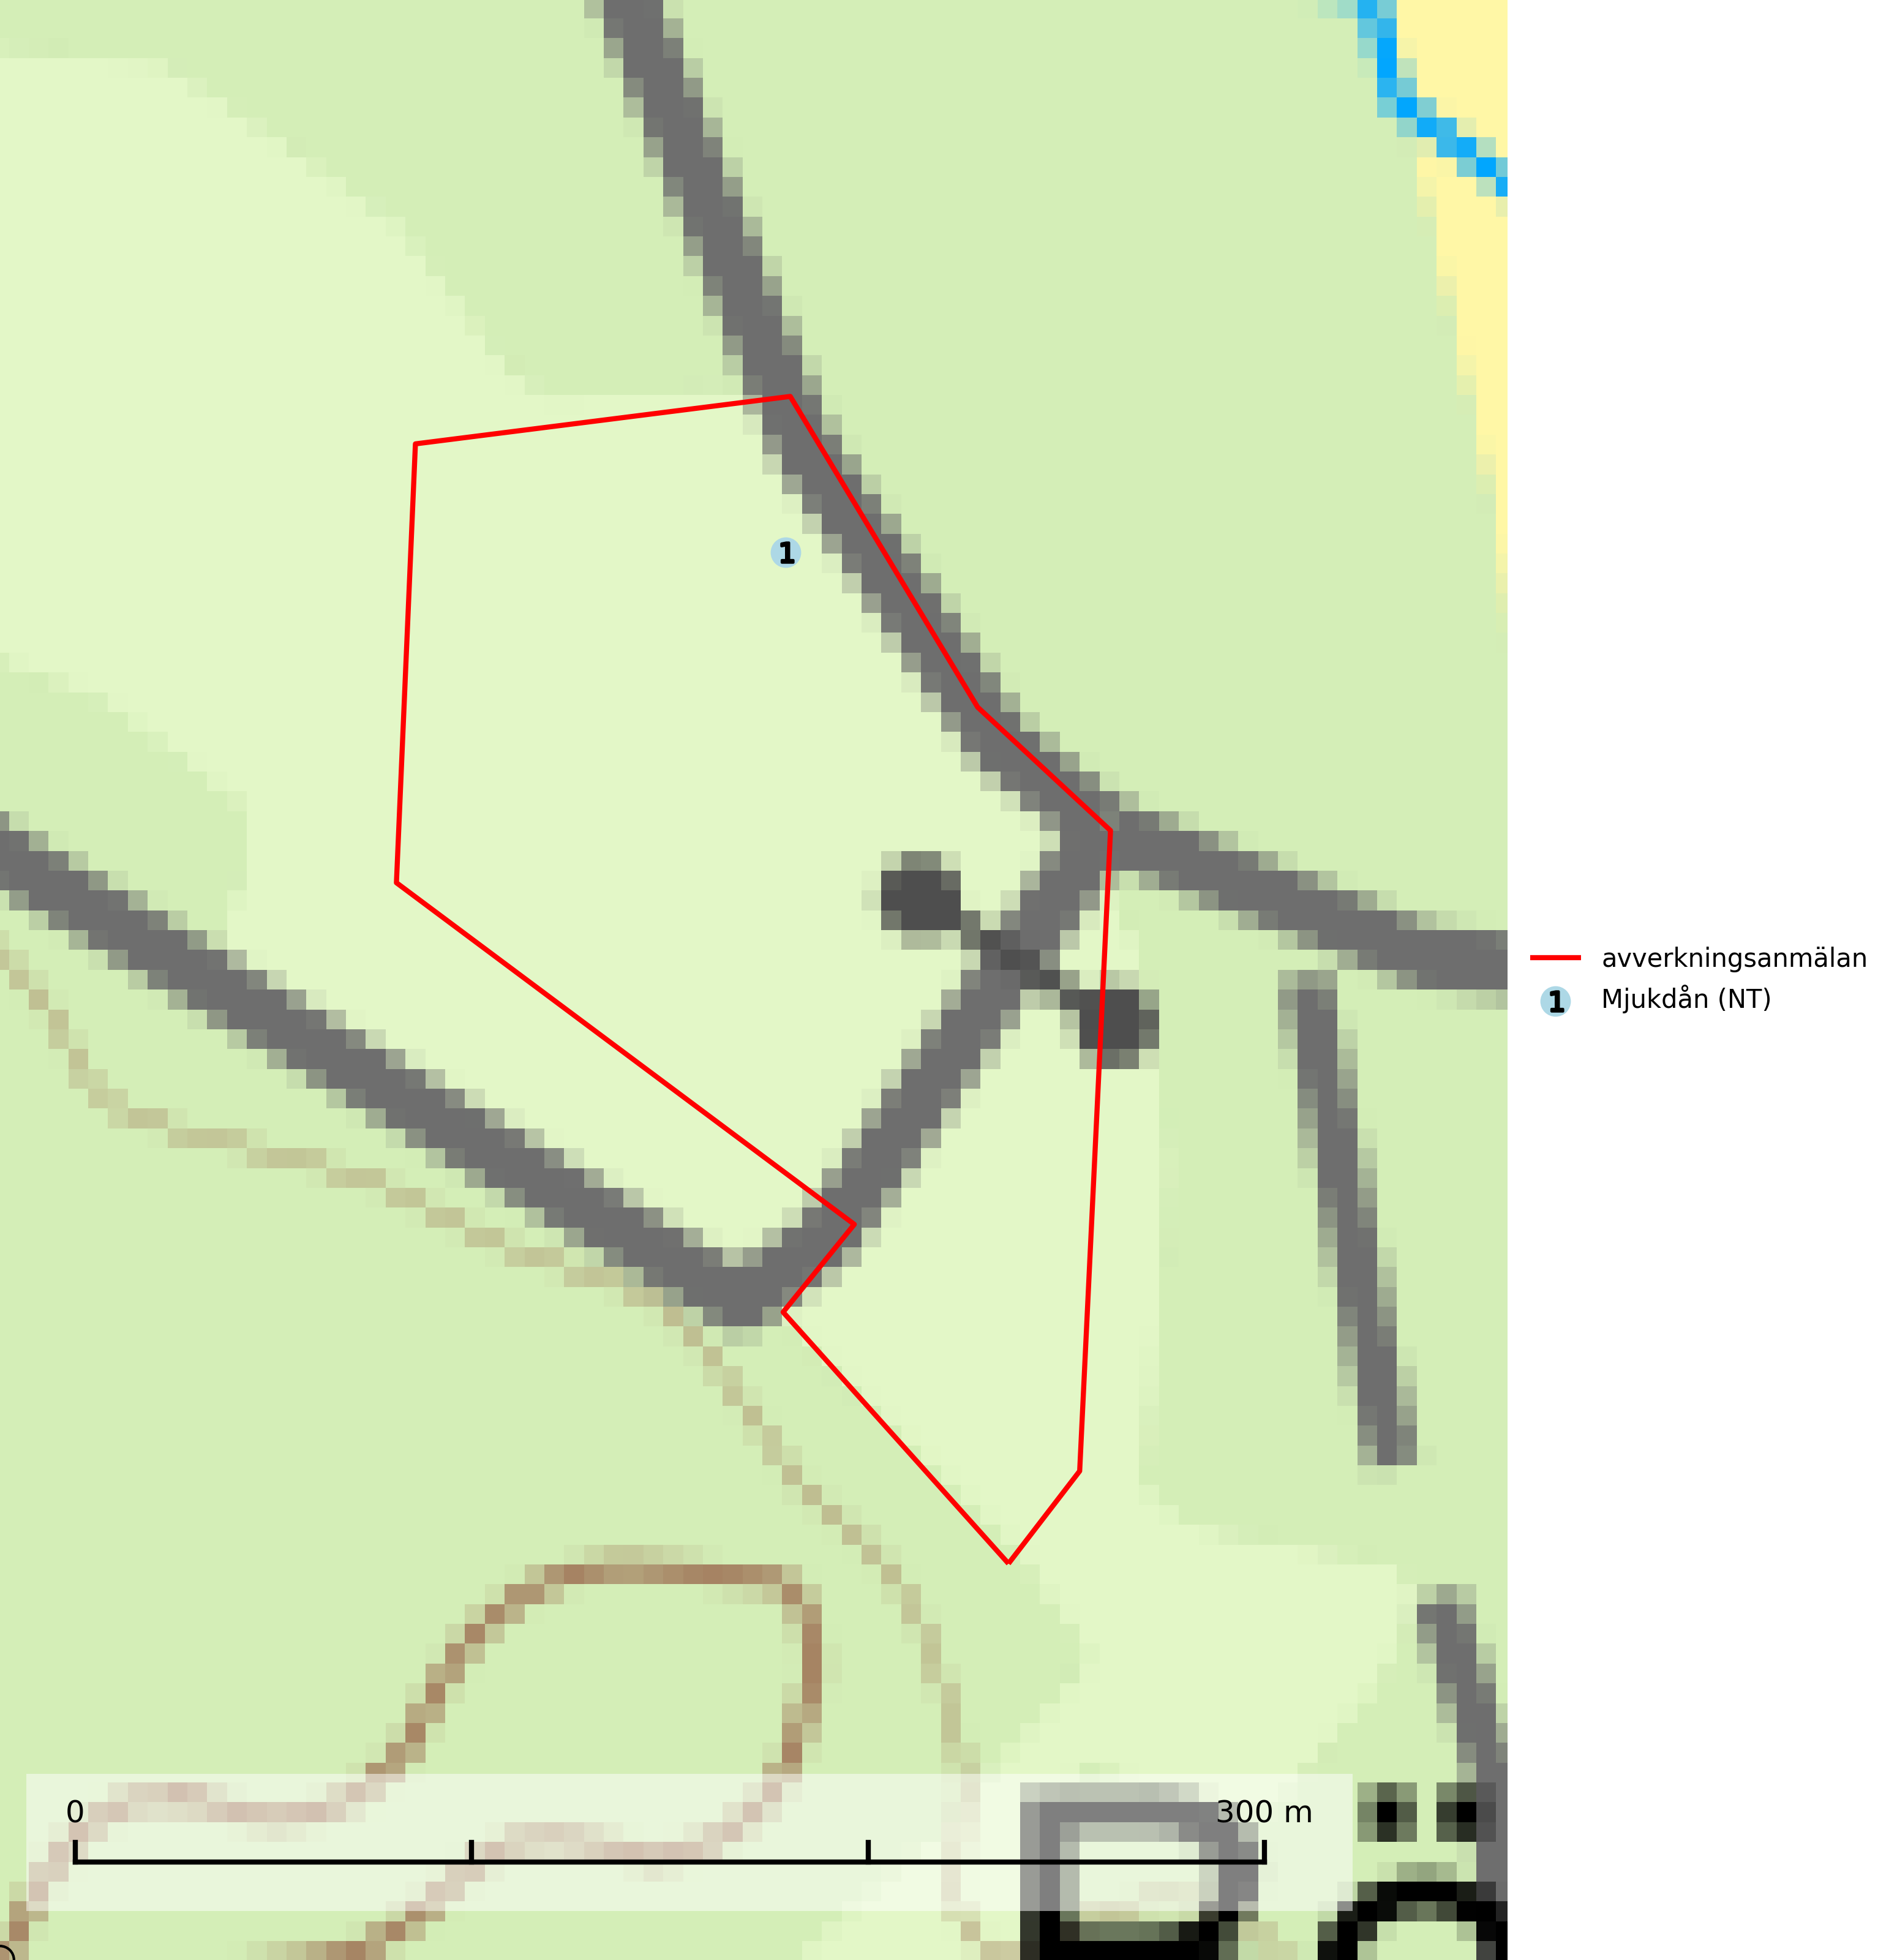 1
avverkningsanmälan
1 Mjukdån (NT)
0 300 m